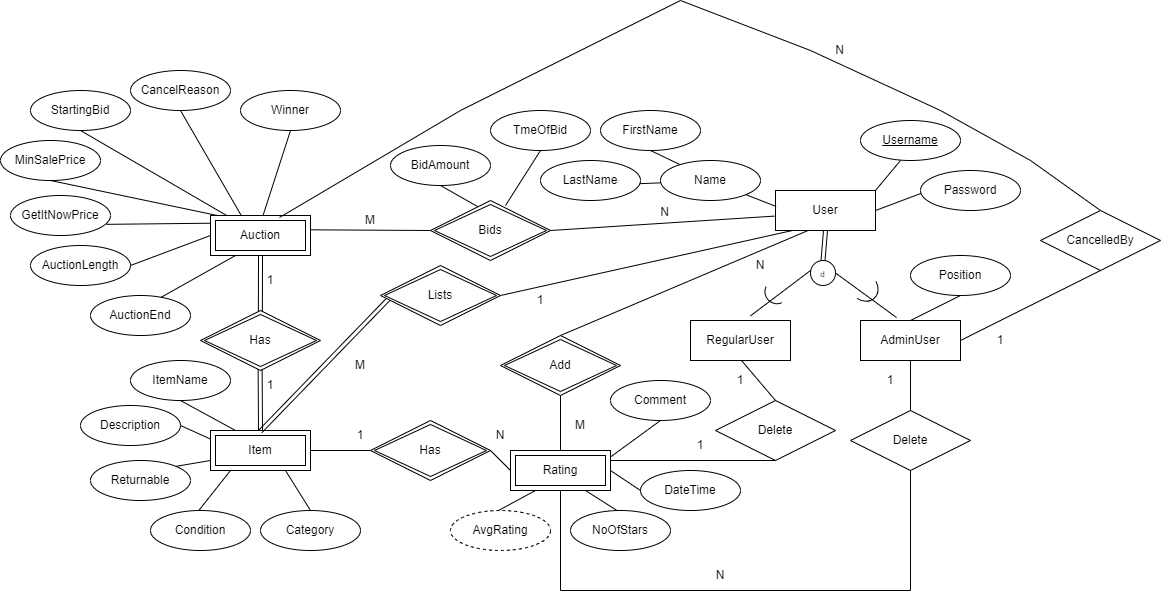 N
CancelReason
StartingBid
Winner
TmeOfBid
FirstName
Username
MinSalePrice
BidAmount
LastName
Name
Password
GetItNowPrice
Auction
M
Bids
N
User
CancelledBy
AuctionLength
1
Lists
1
N
d
Position
AuctionEnd
Has
M
Add
RegularUser
AdminUser
1
ItemName
1
1
1
Description
Comment
M
Delete
Delete
Item
1
Has
N
1
Returnable
Rating
DateTime
Condition
Category
AvgRating
NoOfStars
N